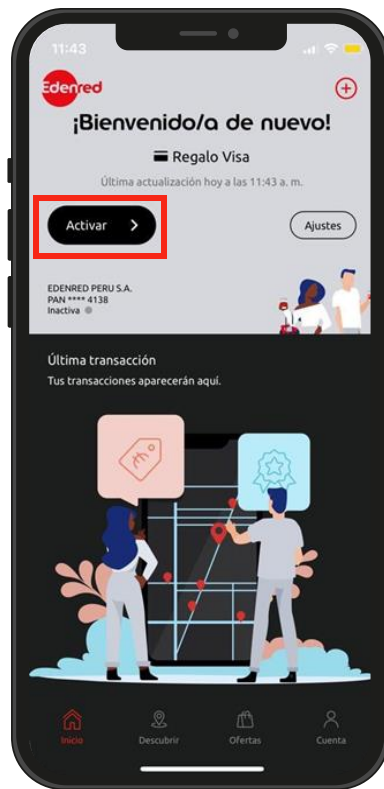 11:43
Edenred
¡Bienvenido/a de nuevo!
Regalo Visa
Última actualización hoy a las 11:43 a. m.
Activar
Ajustes
EDENRED PERU S.A.
PAN **** 4138
Inactiva
Última transacción
Tus transacciones aparecerán aquí.
Inicio
Descubrir
Ofertas
Cuenta